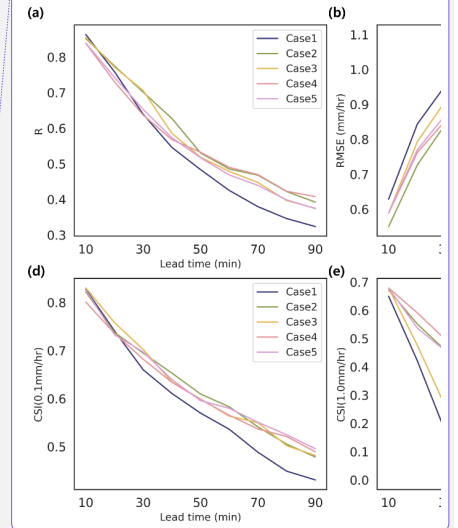 (a)
R
0.8
0.7
0.6
0.5
0.4
0.3
Case1
Case2
Case3
Case4
Case5
10 30 50 70 90
Lead time (min)
(b)
RMSE (mm/hr)
1.1
1.0
0.9
0.8
0.7
0.6
10
(d)
CSI(0.1mm/hr)
0.8
0.7
0.6
0.5
Case1
Case2
Case3
Case4
Case5
10 30 50 70 90
Lead time (min)
(e)
CSI(1.0mm/hr)
0.7
0.6
0.5
0.4
0.3
0.2
0.1
0.0
10